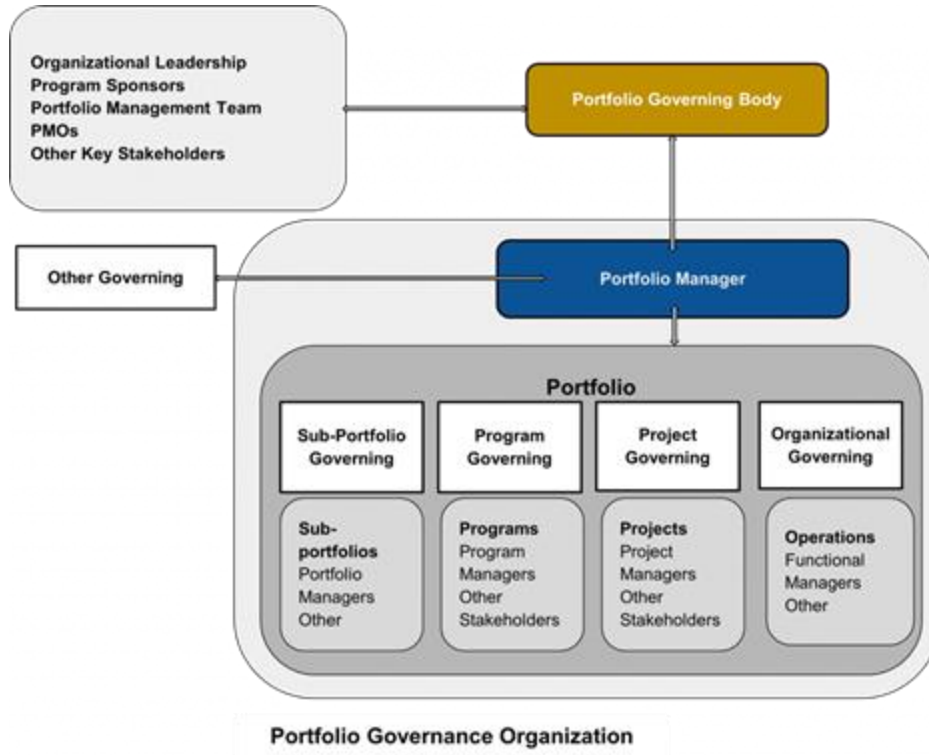 Organizational Leadership
Program Sponsors
Portfolio Management Team
PMOs
Other Key Stakeholders
Portfolio Governing Body
Other Governing
Portfolio Manager
Portfolio
Sub-Portfolio
Governing
Program
Governing
Project
Governing
Organizational
Governing
Sub-
portfolios
Portfolio
Managers
Other
Programs
Program
Managers
Other
Stakeholders
Projects
Project
Managers
Other
Stakeholders
Operations
Functional
Managers
Other
Portfolio Governance Organization